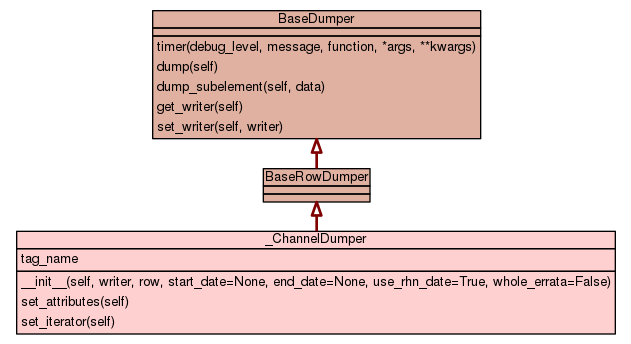 BaseDumper
timer(debug_level, message, function, *args, **kwargs)
dump(self)
dump_subelement(self, data)
get_writer(self)
set_writer(self, writer)
BaseRowDumper
_ChannelDumper
tag_name
__init__(self, writer, row, start_date=None, end_date=None, use_rhn_date=True, whole_errata=False)
set_attributes(self)
set_iterator(self)